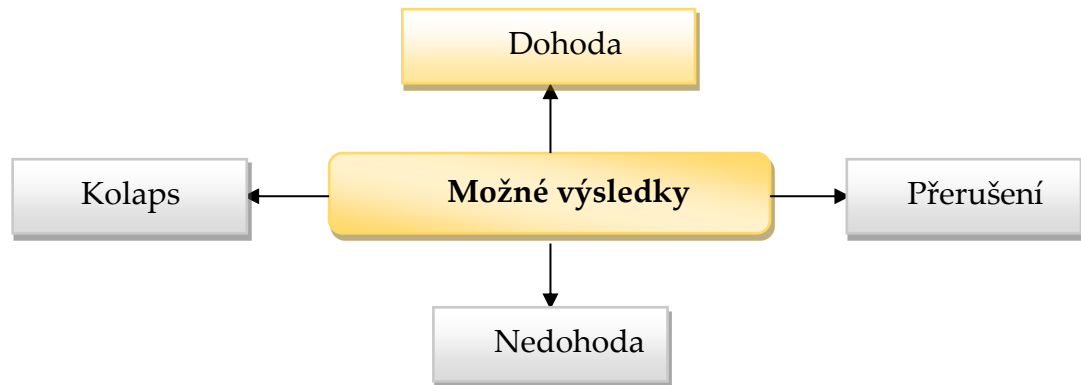 Dohoda
Kolaps
Možné výsledky
Přerušení
Nedohoda